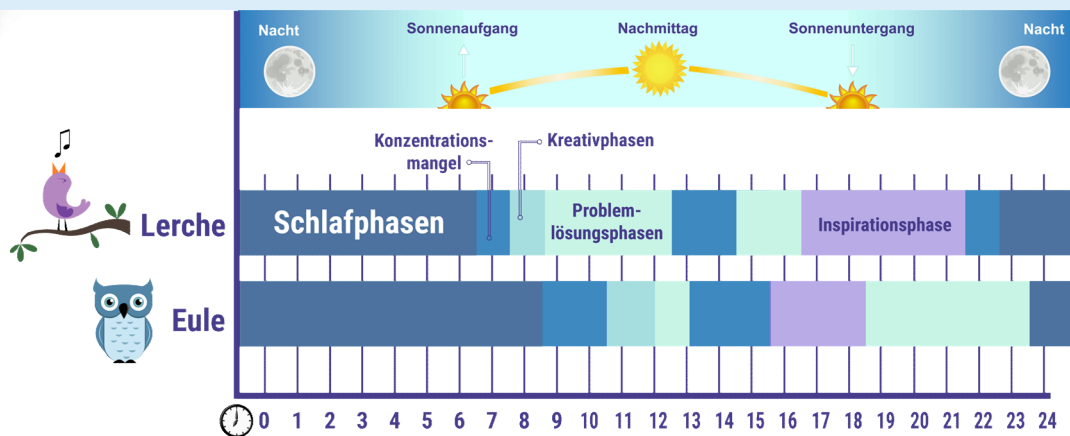 Nacht
Sonnenaufgang
Nachmittag
Sonnenuntergang
Nacht
Konzentrations-
mangel
Kreativphasen
Lerche
Schlafphasen
Problem-
lösungsphasen
Inspirationsphase
Eule
0 1 2 3 4 5 6 7 8 9 10 11 12 13 14 15 16 17 18 19 20 21 22 23 24